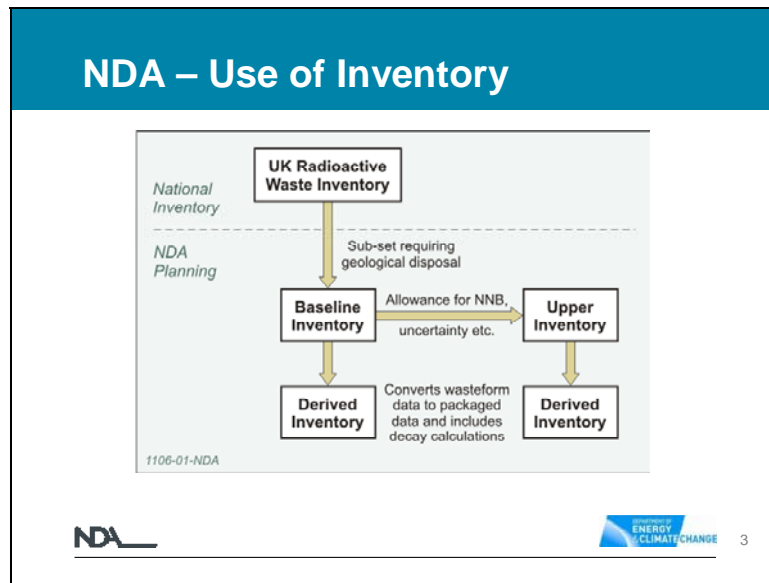 NDA – Use of Inventory
UK Radioactive
Waste Inventory
National
Inventory
NDA
Planning
Sub-set requiring
geological disposal
Baseline
Inventory
Allowance for NNB,
uncertainty etc.
Upper
Inventory
Derived
Inventory
Converts wasteform
data to packaged
data and includes
decay calculations
Derived
Inventory
1106-01-NDA
NDA
DEPARTMENT OF
ENERGY
&CLIMATECHANGE
3